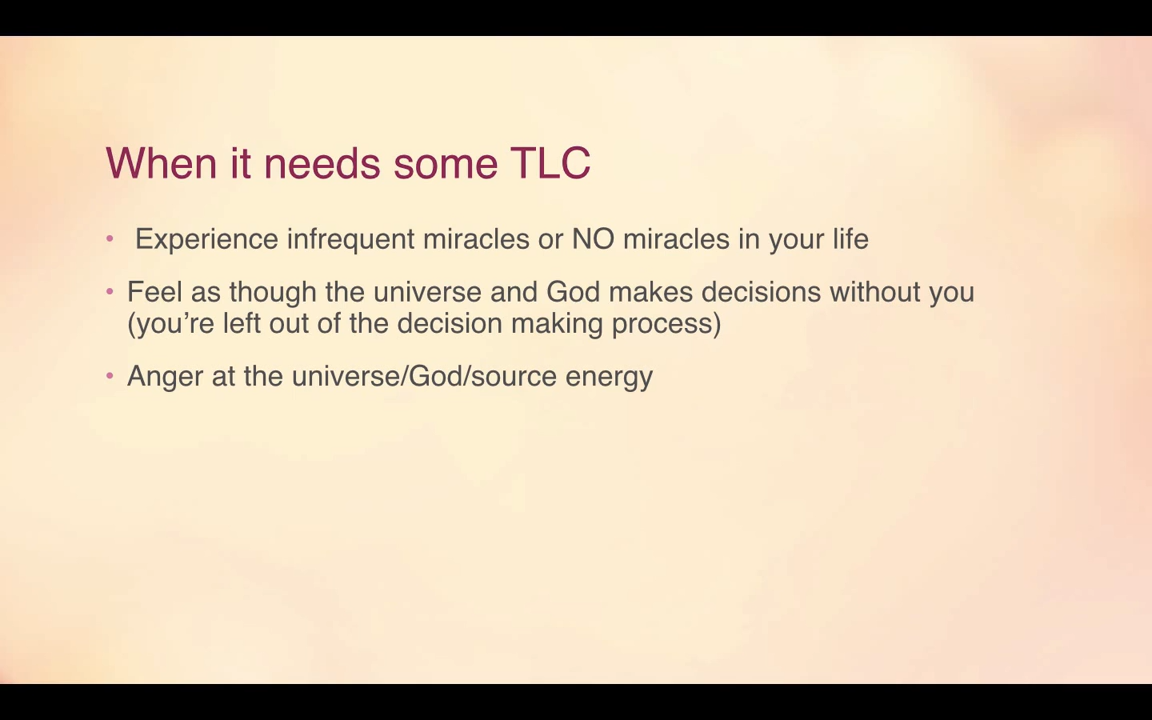 When it needs some TLC
• Experience infrequent miracles or NO miracles in your life
• Feel as though the universe and God makes decisions without you
(you’re left out of the decision making process)
• Anger at the universe/God/source energy